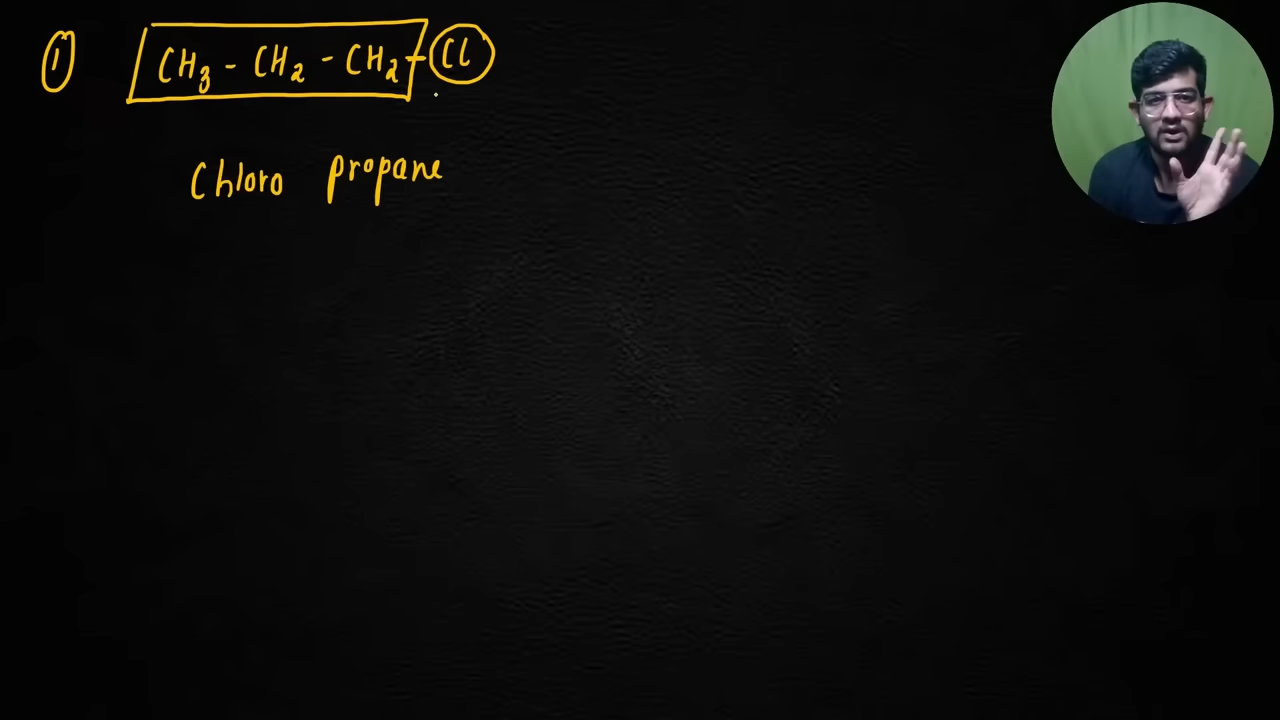 1 CH₃ - CH₂ - CH₂ - Cl
Chloro propane